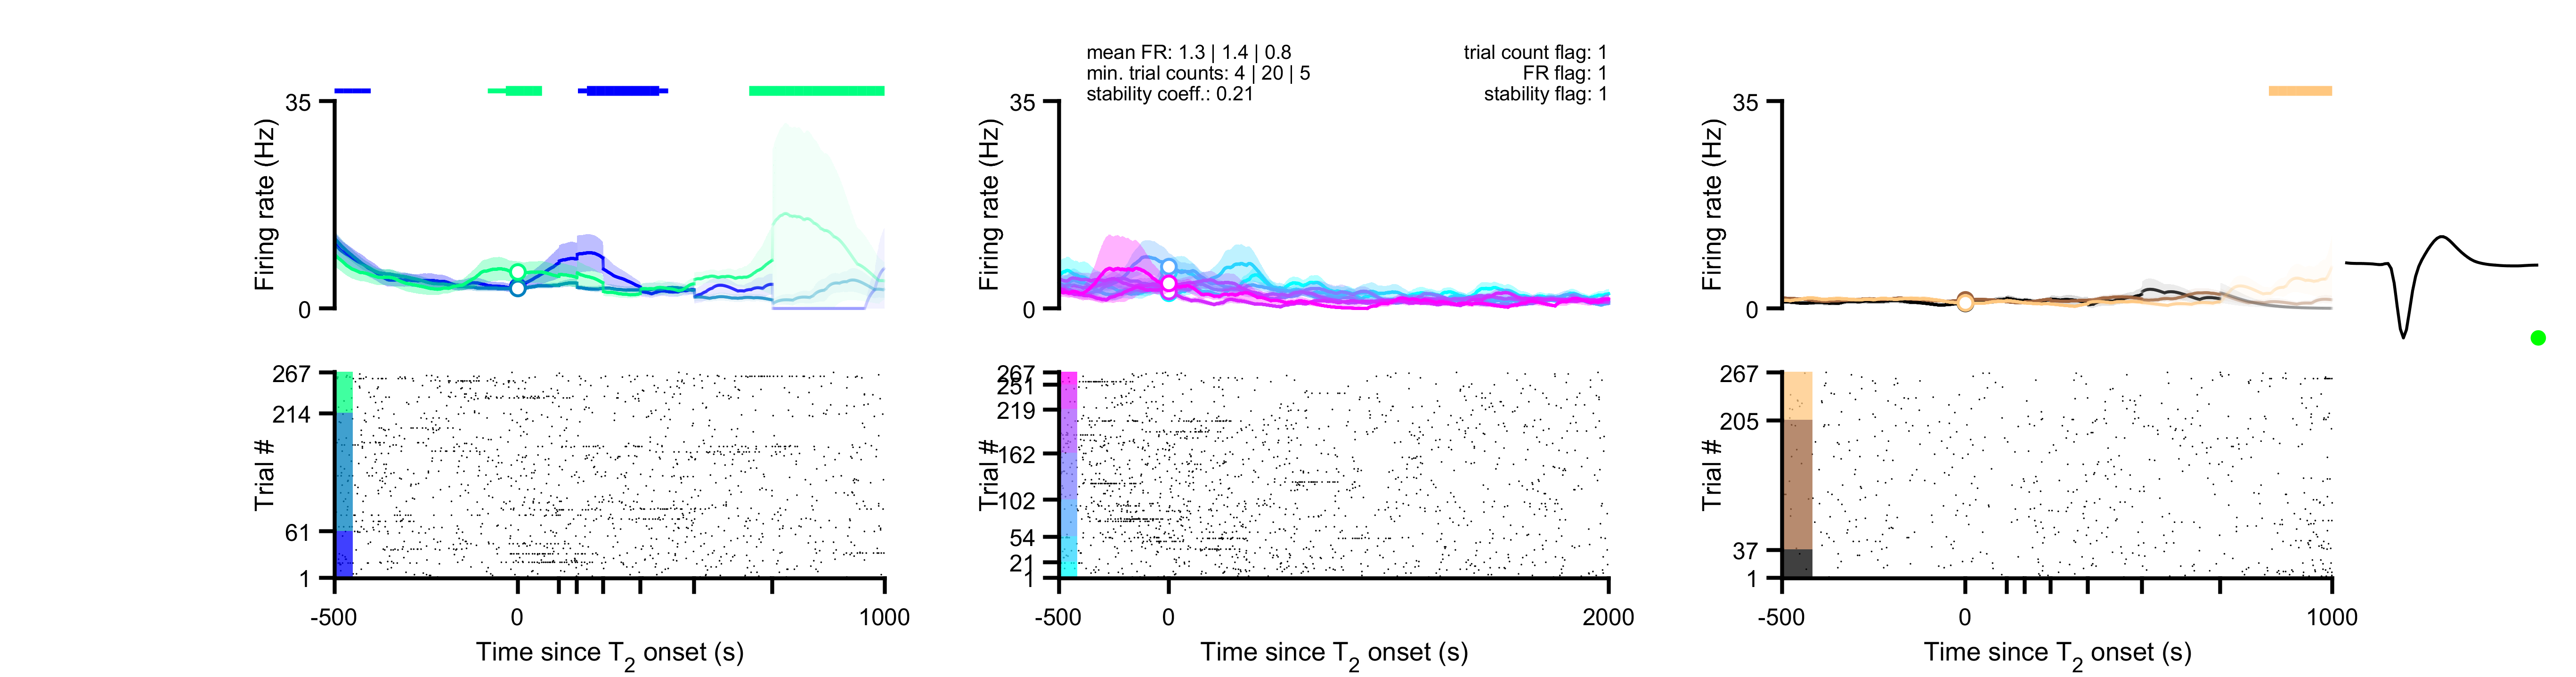 mean FR: 1.3 | 1.4 | 0.8
min. trial counts: 4 | 20 | 5
stability coeff.: 0.21
trial count flag: 1
FR flag: 1
stability flag: 1
35
0
Firing rate (Hz)
267
214
61
1
Trial #
-500
0
1000
Time since T2 onset (s)
35
0
Firing rate (Hz)
267
251
219
162
102
54
21
1
Trial #
-500
0
2000
Time since T2 onset (s)
35
0
Firing rate (Hz)
267
205
37
1
Trial #
-500
0
1000
Time since T2 onset (s)